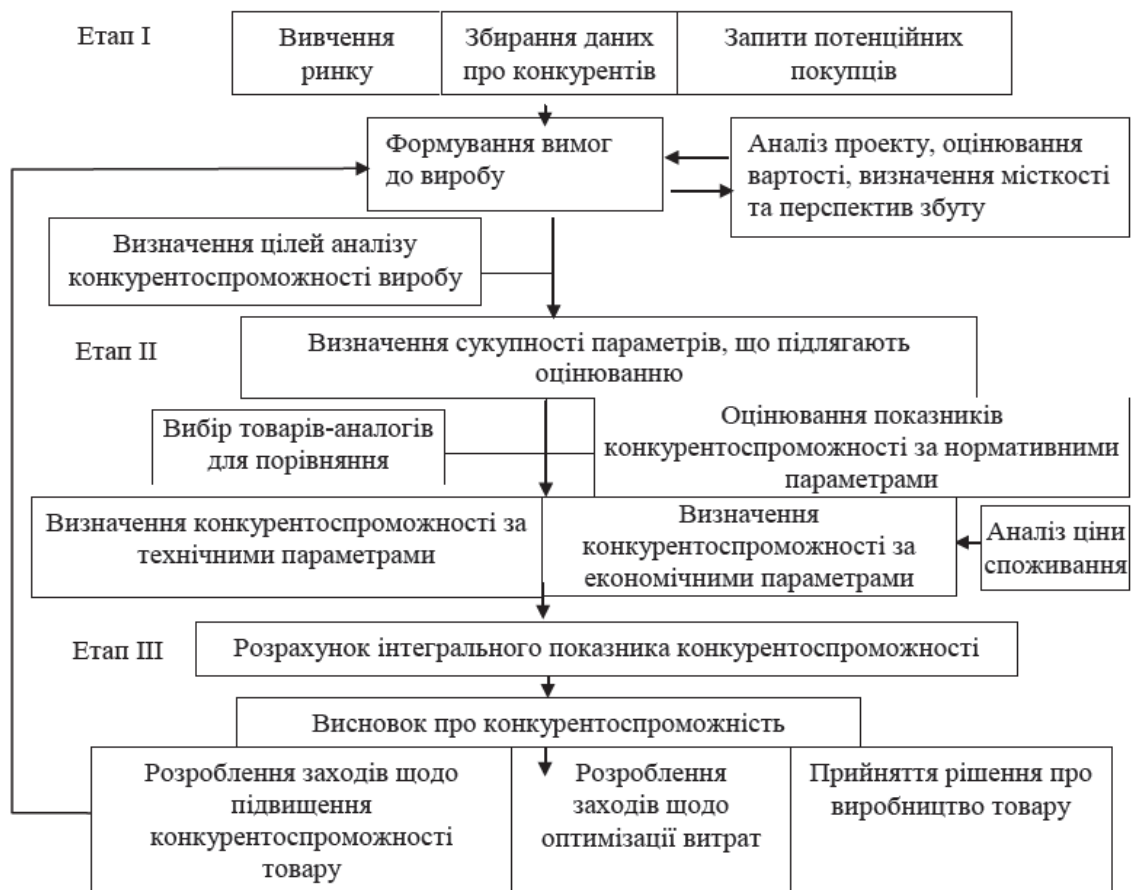 Етап I
Вивчення
ринку
Збирання даних
про конкурентів
Запити потенційних
покупців
Формування вимог
до виробу
Аналіз проекту, оцінювання
вартості, визначення місткості
та перспектив збуту
Визначення цілей аналізу
конкурентоспроможності виробу
Етап II
Визначення сукупності параметрів, що підлягають
оцінюванню
Вибір товарів-аналогів
для порівняння
Оцінювання показників
конкурентоспроможності за нормативними
параметрами
Визначення конкурентоспроможності за
технічними параметрами
Визначення
конкурентоспроможності за
економічними параметрами
Аналіз ціни
споживання
Етап III
Розрахунок інтегрального показника конкурентоспроможності
Висновок про конкурентоспроможність
Розроблення заходів щодо
підвищення
конкурентоспроможності
товару
Розроблення
заходів щодо
оптимізації витрат
Прийняття рішення про
виробництво товару